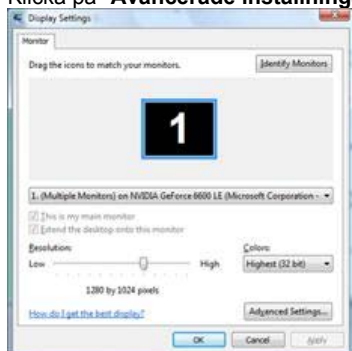 Klicka på "Avancerade inställning
Display Settings
Monitor
Drag the icons to match your monitors.
Identify Monitors
1
1. (Multiple Monitors) on NVIDIA GeForce 6600 LE (Microsoft Corporation -
This is my main monitor
Extend the desktop onto this monitor
Resolution:
Colors:
Low
High
Highest (32 bit)
1280 by 1024 pixels
How do I get the best display?
Advanced Settings...
OK
Cancel
Apply